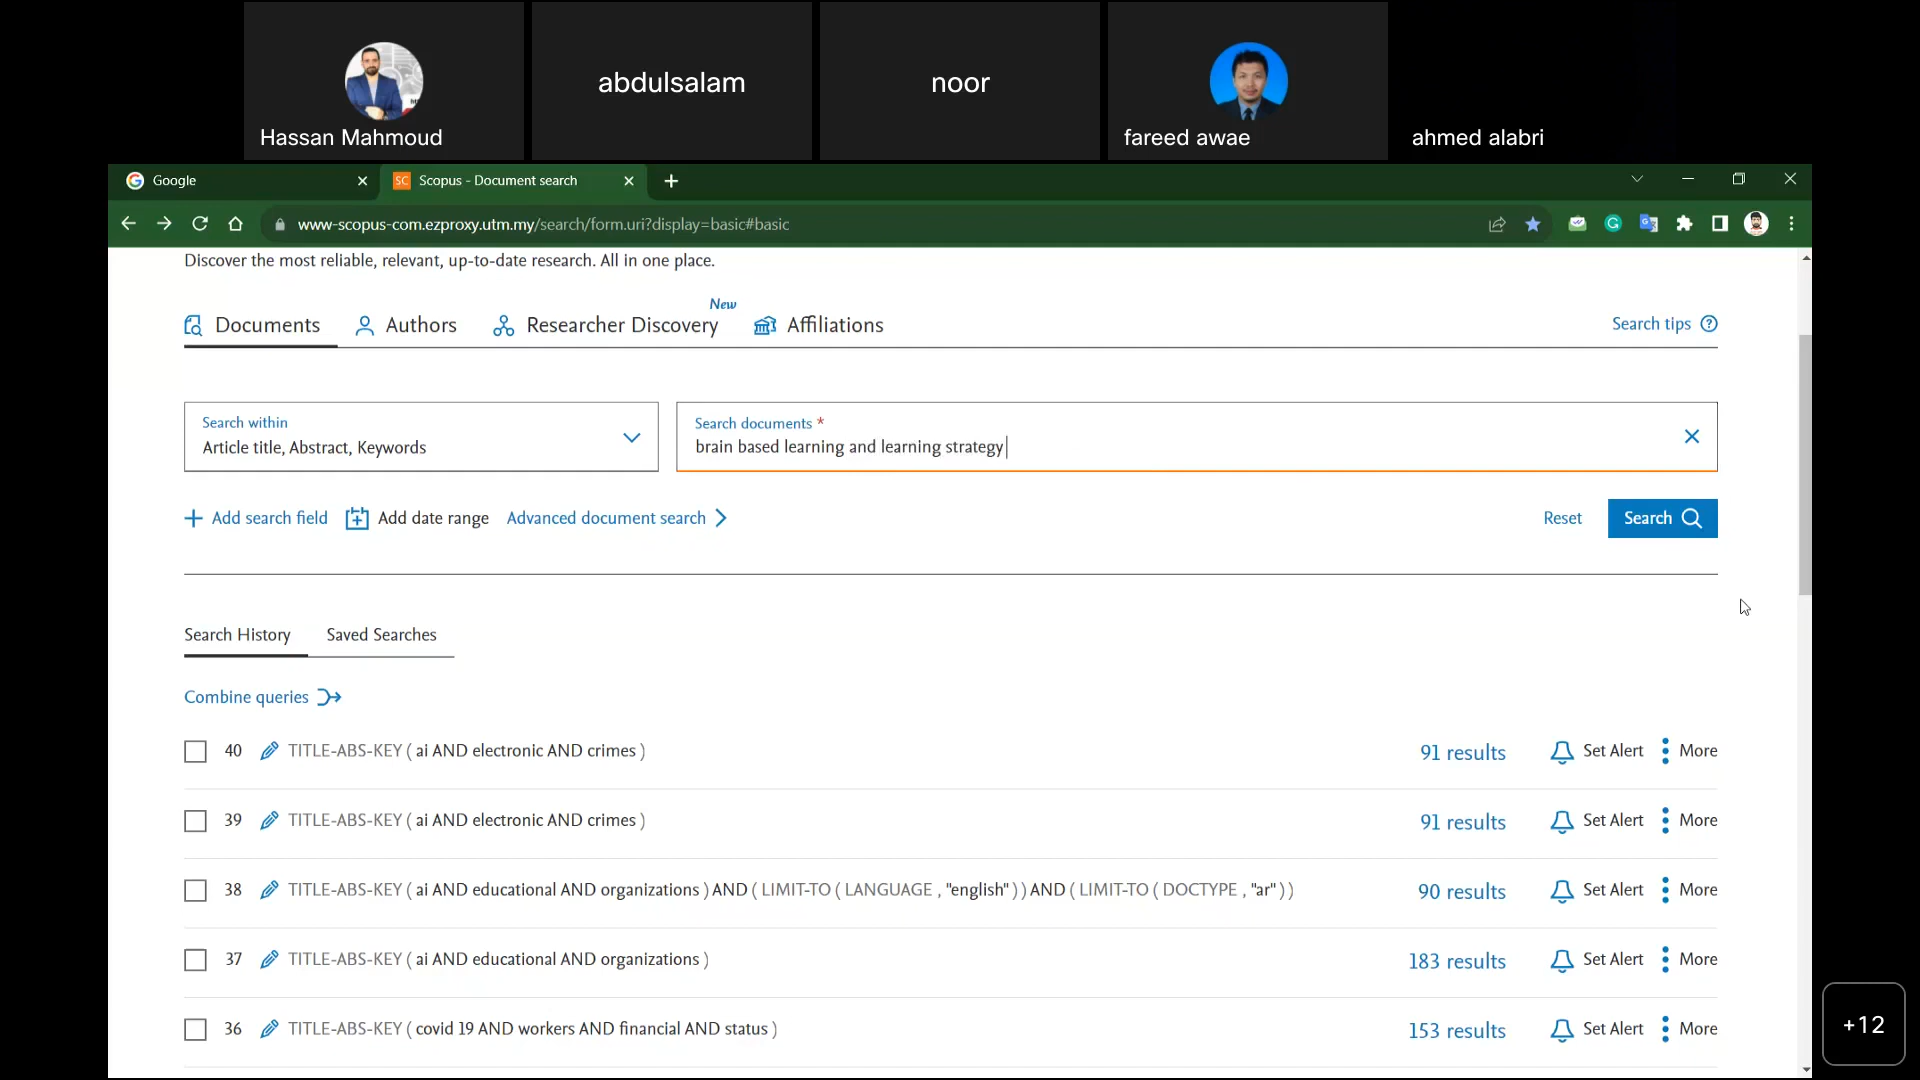 Hassan Mahmoud
abdulsalam
noor
fareed awae
ahmed alabri
Google
SC Scopus - Document search
www-scopus-com.ezproxy.utm.my/search/form.uri?display=basic#basic
Discover the most reliable, relevant, up-to-date research. All in one place.
New
Documents Authors Researcher Discovery Affiliations Search tips
Search within
Article title, Abstract, Keywords
Search documents *
brain based learning and learning strategy
Add search field Add date range Advanced document search Reset Search
Search History Saved Searches
Combine queries
40 TITLE-ABS-KEY ( ai AND electronic AND crimes ) 91 results Set Alert More
39 TITLE-ABS-KEY ( ai AND electronic AND crimes ) 91 results Set Alert More
38 TITLE-ABS-KEY ( ai AND educational AND organizations ) AND ( LIMIT-TO ( LANGUAGE , "english" ) ) AND ( LIMIT-TO ( DOCTYPE , "ar" ) ) 90 results Set Alert More
37 TITLE-ABS-KEY ( ai AND educational AND organizations ) 183 results Set Alert More
36 TITLE-ABS-KEY ( covid 19 AND workers AND financial AND status ) 153 results Set Alert More
+12